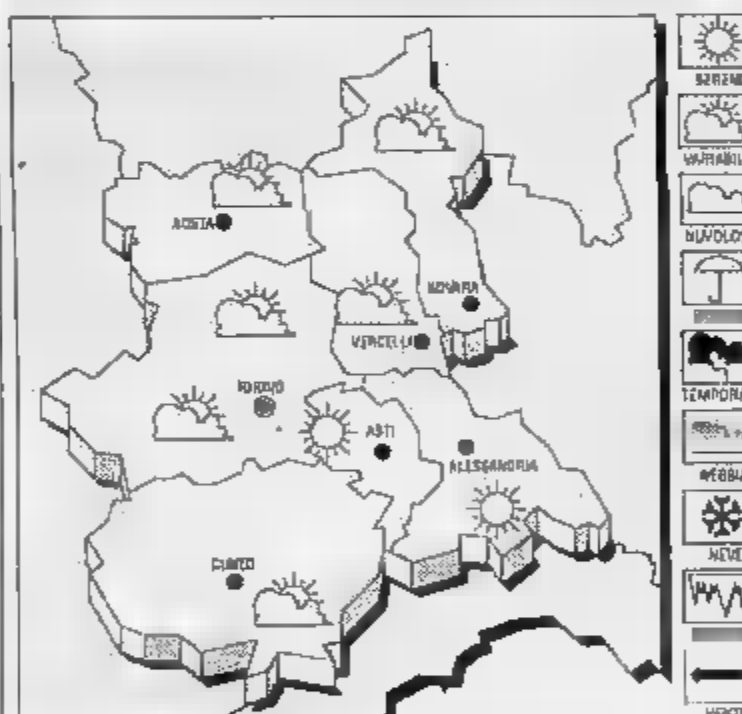 SERENO
VARIABILE
NUVOLOSO
AOSTA
NOVARA
VERCELLI
TEMPORALE
TORINO
ASTI
ALESSANDRIA
NEBBIA
NEVE
CUNEO